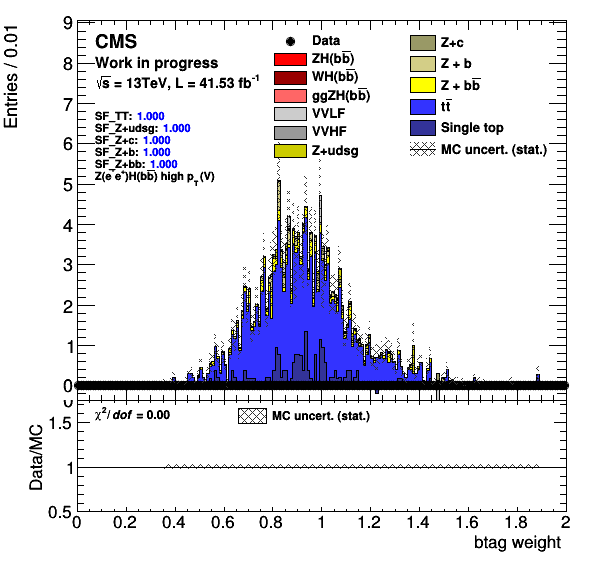 CMS
Work in progress
√s = 13TeV, L = 41.53 fb⁻¹
SF_TT: 1.000
SF_Z+udsg: 1.000
SF_Z+c: 1.000
SF_Z+b: 1.000
SF_Z+bb: 1.000
Z(e⁻e⁺)H(bb̅) high p_T(V)
Data
ZH(bb̅)
WH(bb̅)
ggZH(bb̅)
VVLF
VVHF
Z+udsg
Z+c
Z + b
Z + bb̅
tt̅
Single top
MC uncert. (stat.)
Entries / 0.01
9
8
7
6
5
4
3
2
1
0
χ²/dof = 0.00
MC uncert. (stat.)
Data/MC
1.5
1
0.5
0 0.2 0.4 0.6 0.8 1 1.2 1.4 1.6 1.8 2
btag weight